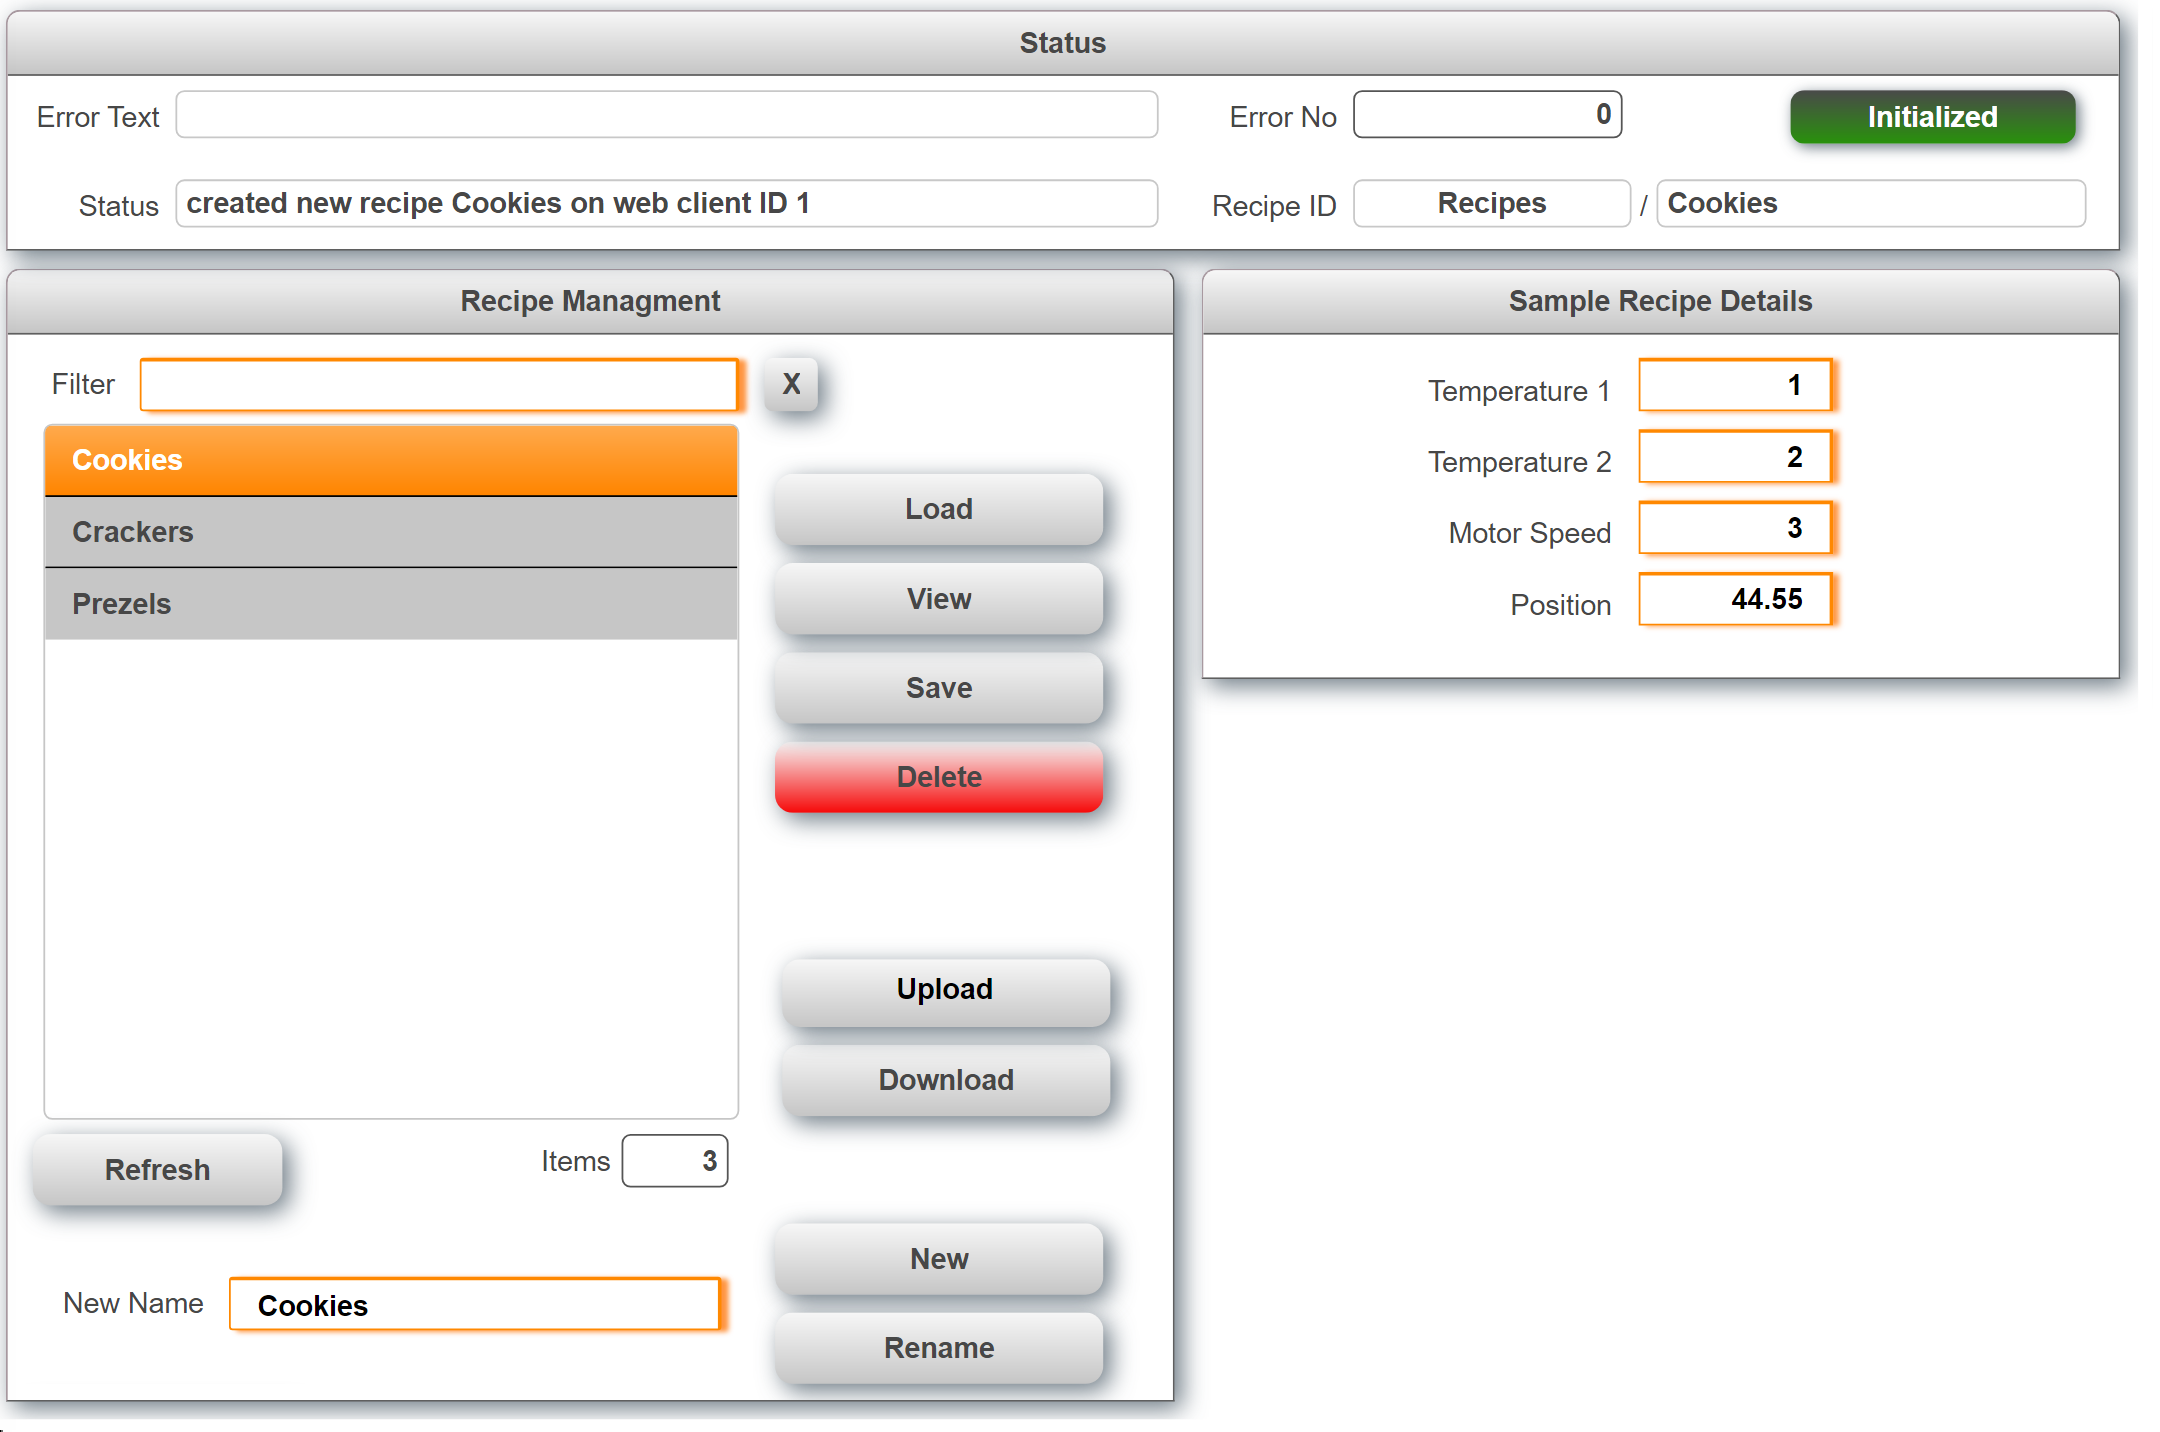 Status
Error Text
Error No 0
Initialized
Status created new recipe Cookies on web client ID 1
Recipe ID Recipes / Cookies
Recipe Managment
Filter
X
Cookies
Crackers
Prezels
Load
View
Save
Delete
Upload
Download
Refresh
Items 3
New
New Name Cookies
Rename
Sample Recipe Details
Temperature 1 1
Temperature 2 2
Motor Speed 3
Position 44.55